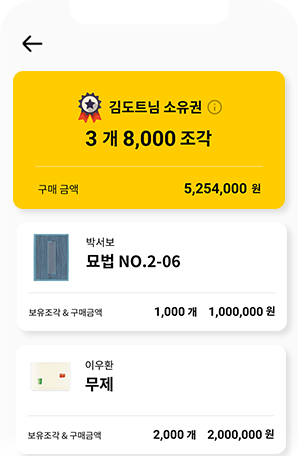 김도트님 소유권
3 개 8,000 조각
구매 금액 5,254,000 원
박서보
묘법 NO.2-06
보유조각 & 구매금액 1,000 개 1,000,000 원
이우환
무제
보유조각 & 구매금액 2,000 개 2,000,000 원